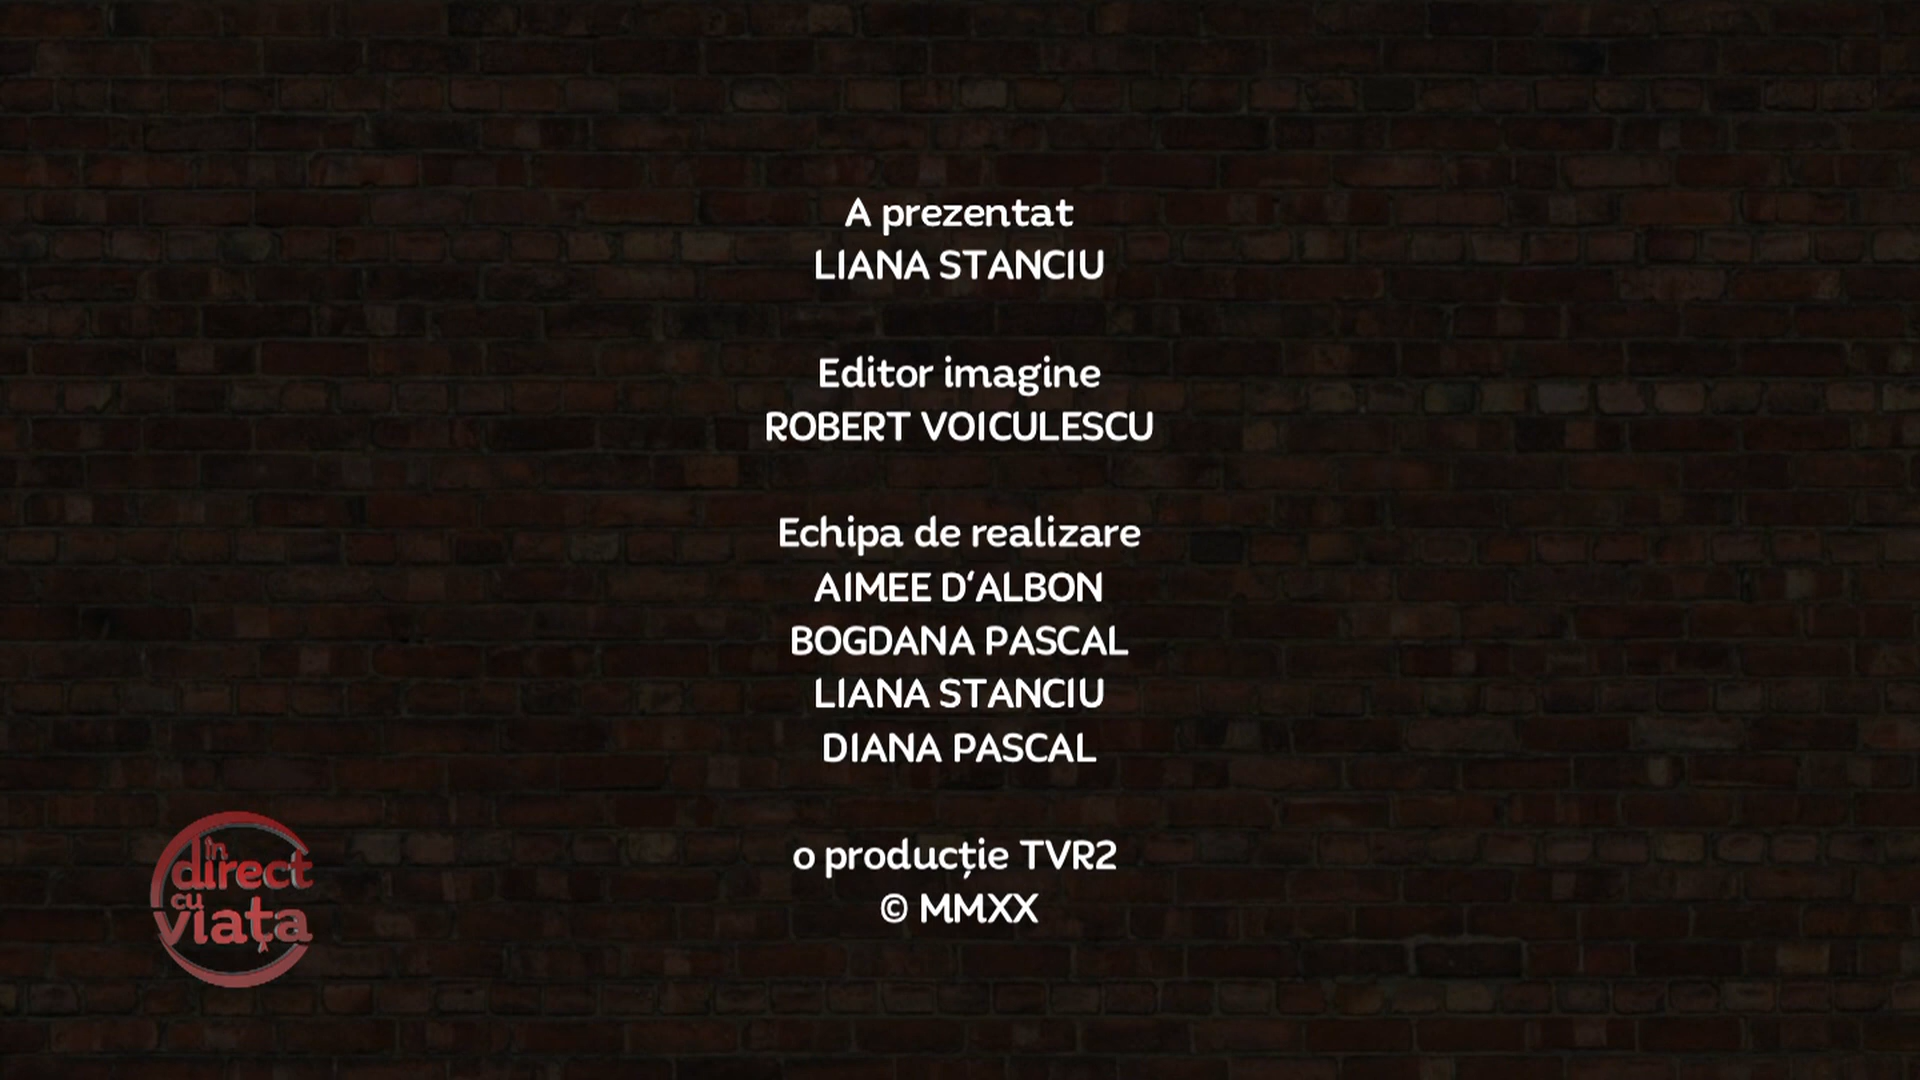 A prezentat
LIANA STANCIU
Editor imagine
ROBERT VOICULESCU
Echipa de realizare
AIMEE D‘ALBON
BOGDANA PASCAL
LIANA STANCIU
DIANA PASCAL
o producție TVR2
© MMXX
în
direct
cu
viața